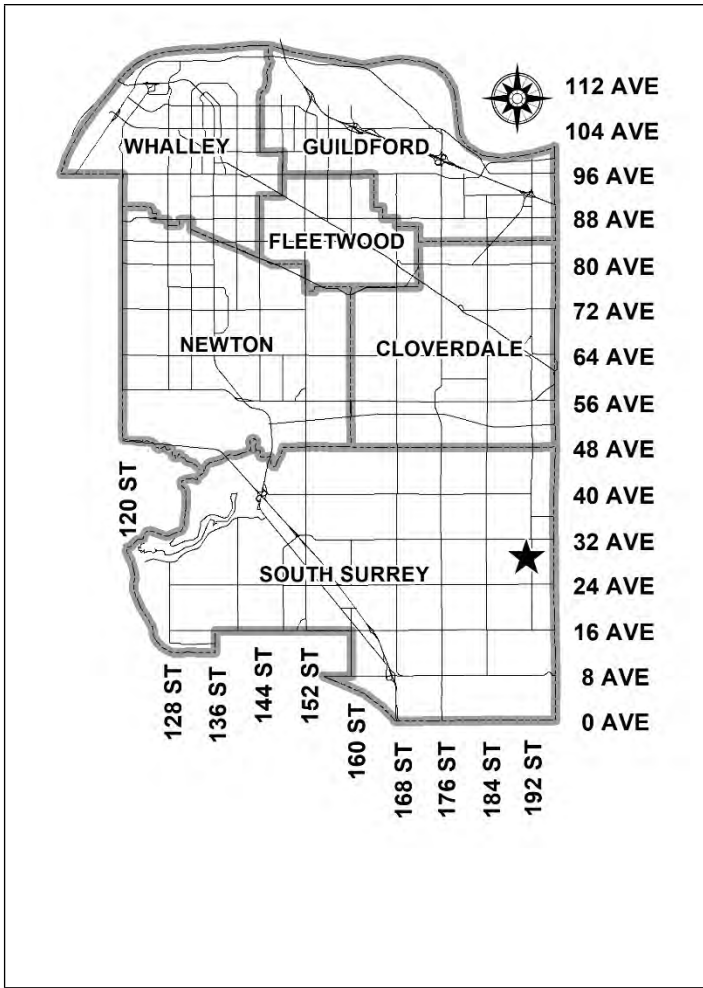 112 AVE
104 AVE
WHALLEY
GUILDFORD
96 AVE
88 AVE
FLEETWOOD
80 AVE
72 AVE
NEWTON
CLOVERDALE
64 AVE
56 AVE
48 AVE
120 ST
40 AVE
32 AVE
SOUTH SURREY
24 AVE
16 AVE
128 ST
136 ST
144 ST
152 ST
160 ST
8 AVE
0 AVE
168 ST
176 ST
184 ST
192 ST